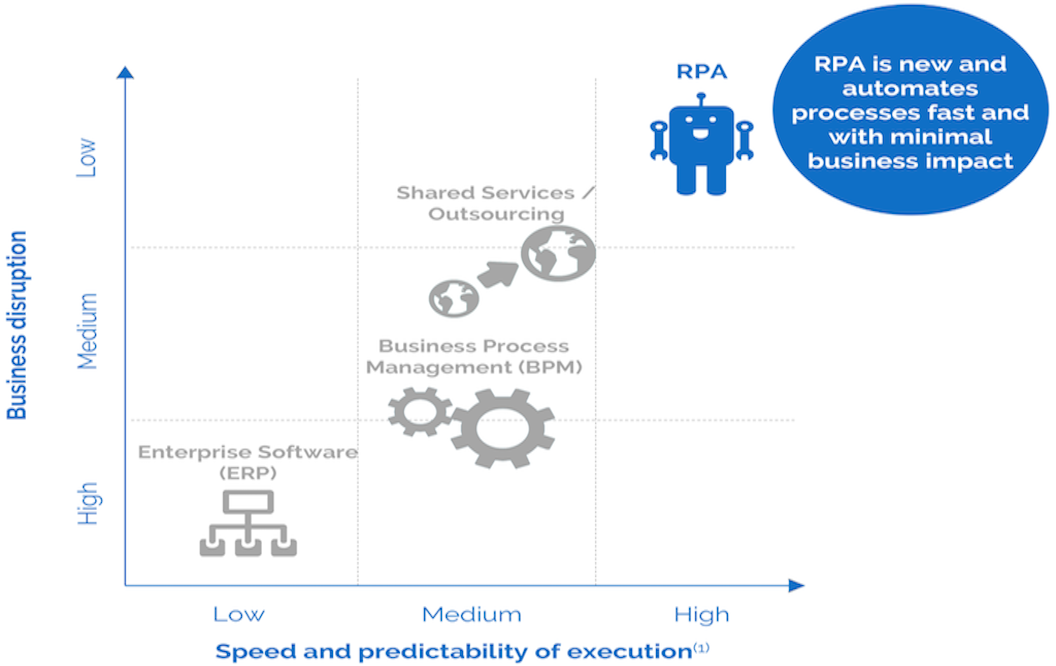 RPA
RPA is new and
automates
processes fast and
with minimal
business impact
Shared Services /
Outsourcing
Business Process
Management (BPM)
Enterprise Software
(ERP)
Business disruption
Low
Medium
High
Low
Medium
High
Speed and predictability of execution(1)